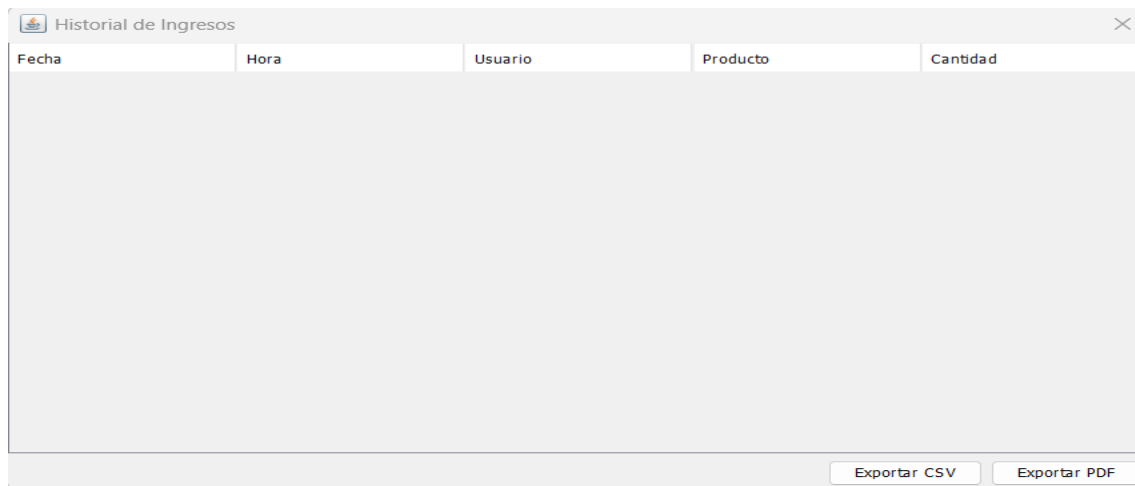 Historial de Ingresos
Fecha Hora Usuario Producto Cantidad
Exportar CSV Exportar PDF